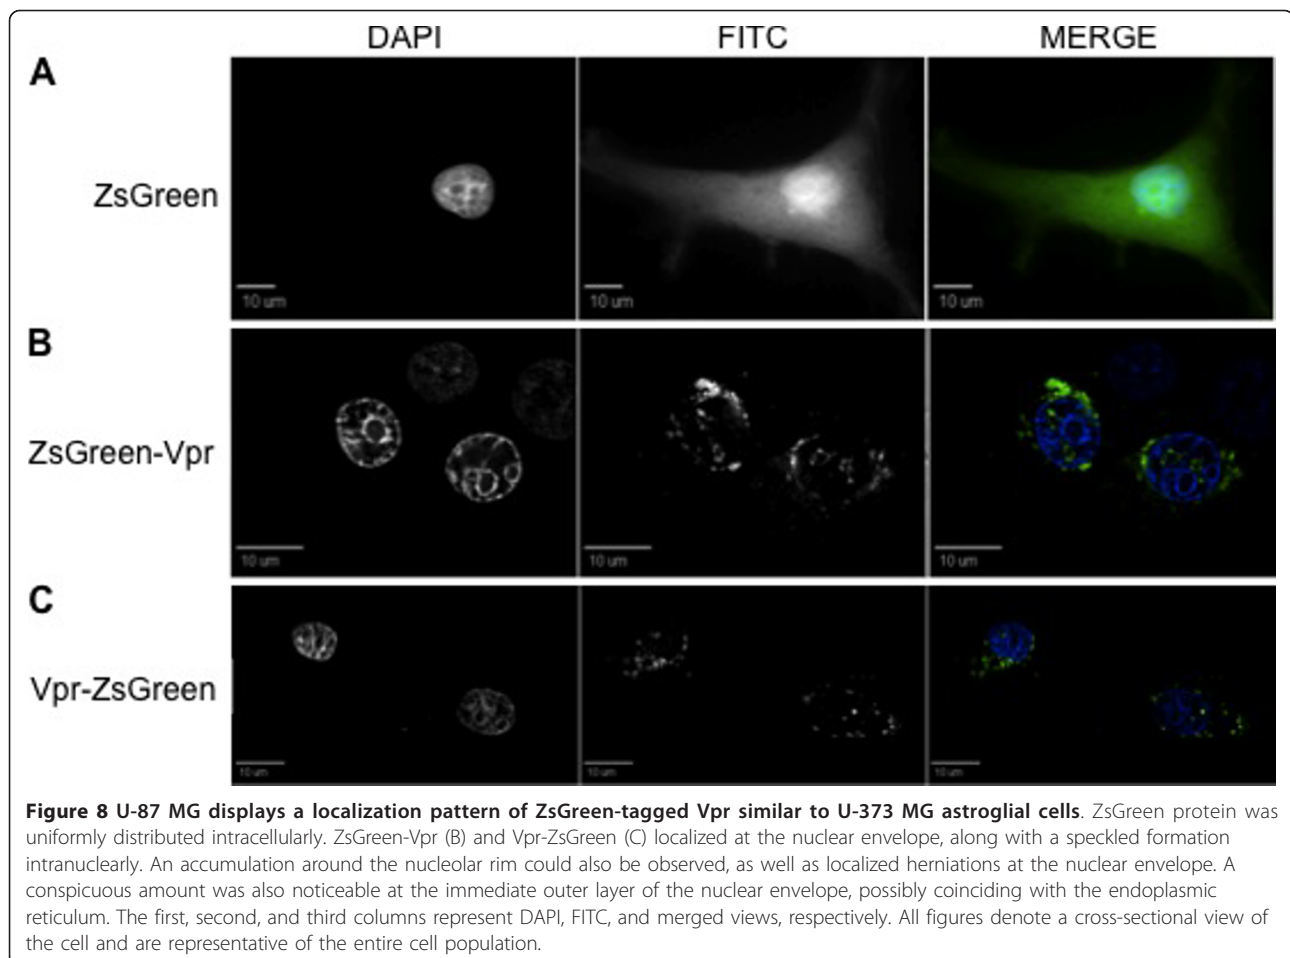 DAPI FITC MERGE
A
ZsGreen
10 um 10 um 10 um
B
ZsGreen-Vpr
10 um 10 um 10 um
C
Vpr-ZsGreen
10 um 10 um 10 um
Figure 8 U-87 MG displays a localization pattern of ZsGreen-tagged Vpr similar to U-373 MG astroglial cells. ZsGreen protein was
uniformly distributed intracellularly. ZsGreen-Vpr (B) and Vpr-ZsGreen (C) localized at the nuclear envelope, along with a speckled formation
intranuclearly. An accumulation around the nucleolar rim could also be observed, as well as localized herniations at the nuclear envelope. A
conspicuous amount was also noticeable at the immediate outer layer of the nuclear envelope, possibly coinciding with the endoplasmic
reticulum. The first, second, and third columns represent DAPI, FITC, and merged views, respectively. All figures denote a cross-sectional view of
the cell and are representative of the entire cell population.